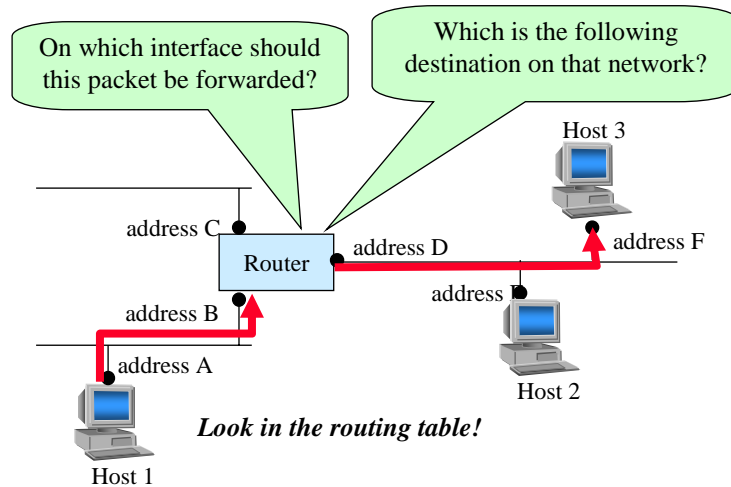 On which interface should
this packet be forwarded?
Which is the following
destination on that network?
Host 3
address C
address D
address F
Router
address B
address
address A
Host 2
Look in the routing table!
Host 1